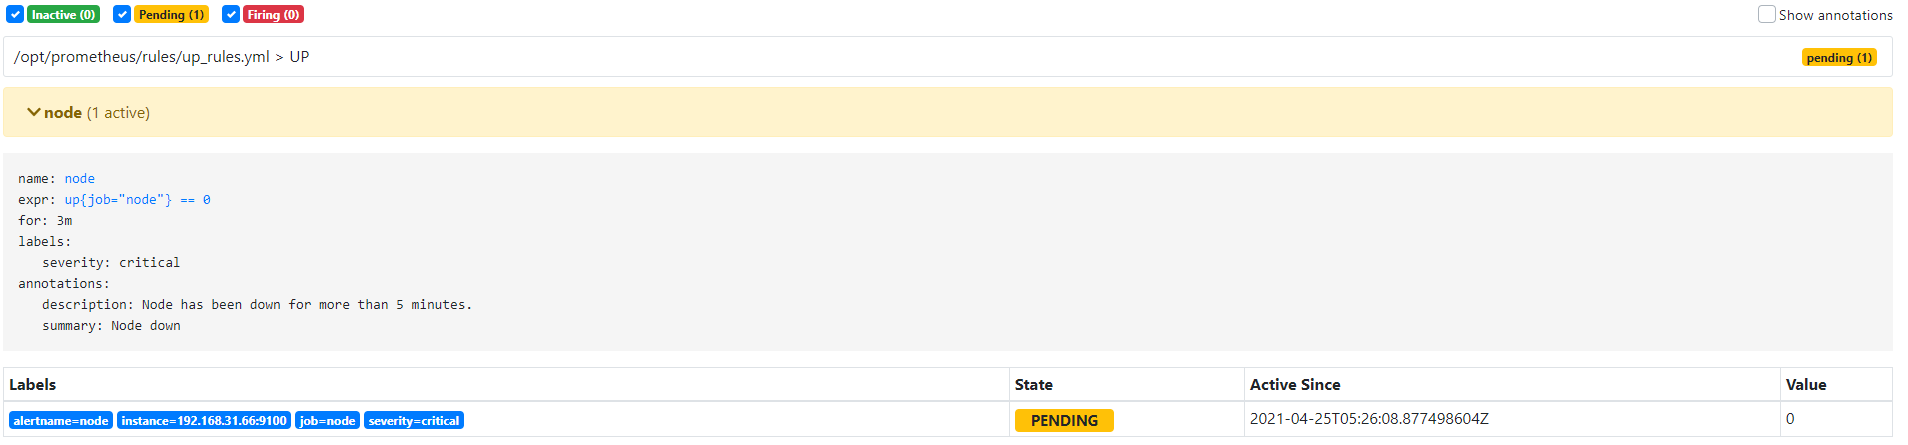 Inactive (0) Pending (1) Firing (0) Show annotations
/opt/prometheus/rules/up_rules.yml > UP pending (1)
node (1 active)
name: node
expr: up{job="node"} == 0
for: 3m
labels:
severity: critical
annotations:
description: Node has been down for more than 5 minutes.
summary: Node down
Labels State Active Since Value
alertname=node instance=192.168.31.66:9100 job=node severity=critical PENDING 2021-04-25T05:26:08.877498604Z 0